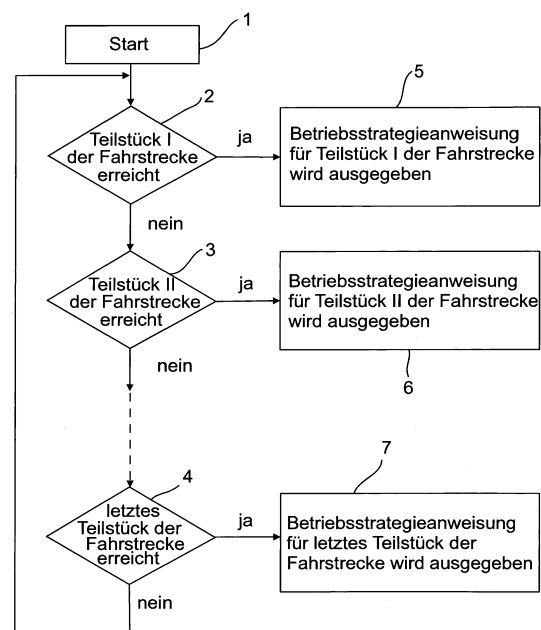 1
Start
2
5
Teilstück I
der Fahrstrecke
erreicht
ja
Betriebsstrategieanweisung
für Teilstück I der Fahrstrecke
wird ausgegeben
nein
3
Teilstück II
der Fahrstrecke
erreicht
ja
Betriebsstrategieanweisung
für Teilstück II der Fahrstrecke
wird ausgegeben
nein
6
4
7
letztes
Teilstück der
Fahrstrecke
erreicht
ja
Betriebsstrategieanweisung
für letztes Teilstück der
Fahrstrecke wird ausgegeben
nein